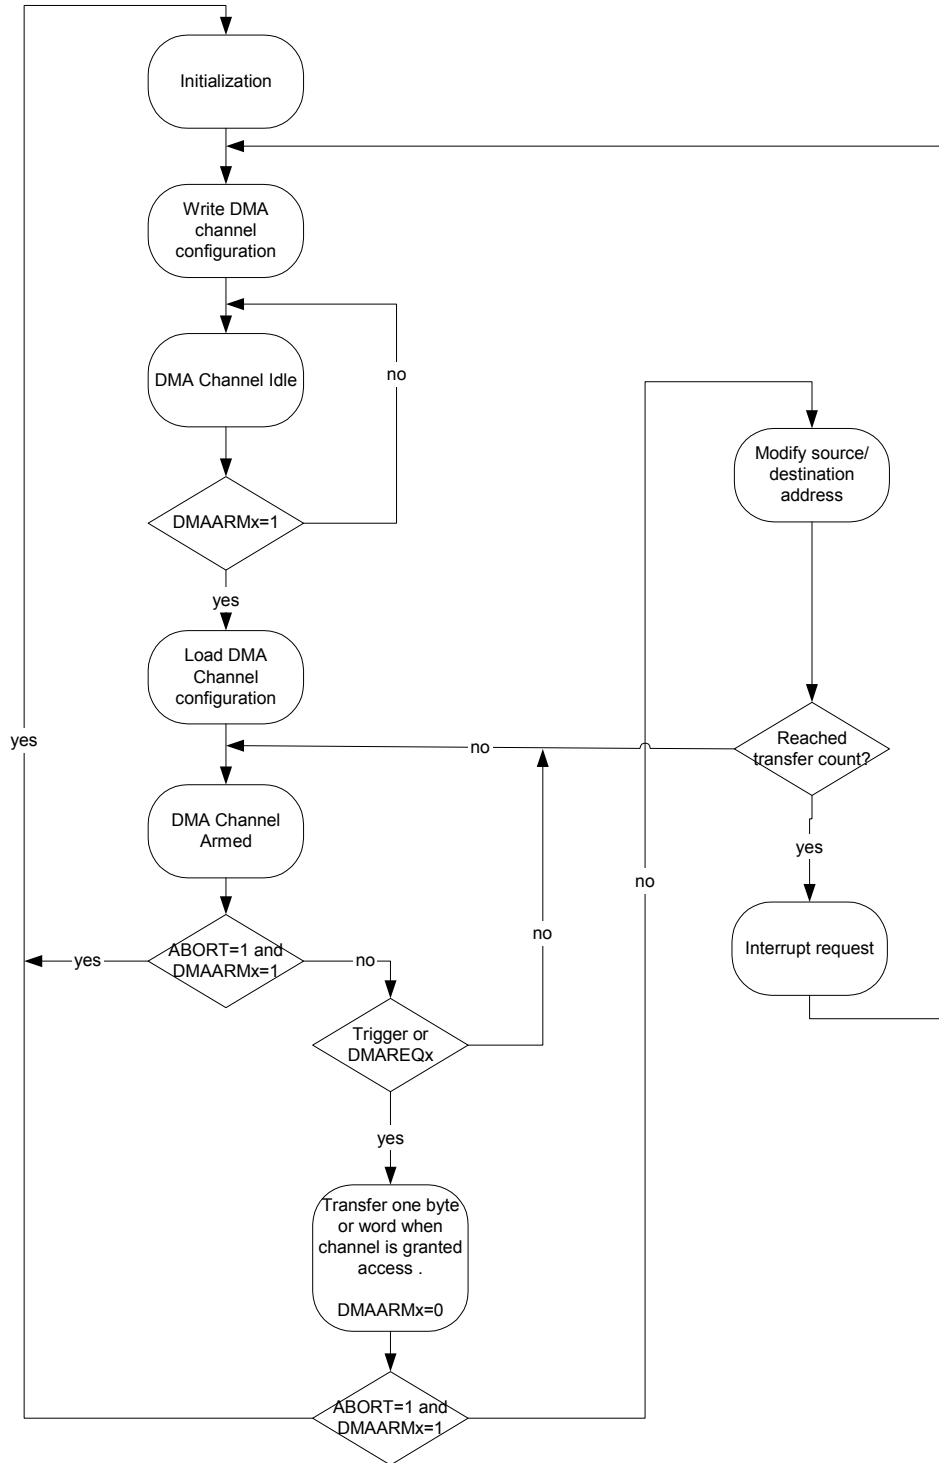 Initialization
Write DMA
channel
configuration
DMA Channel Idle
no
DMAARMx=1
yes
Load DMA
Channel
configuration
yes
no
DMA Channel
Armed
ABORT=1 and
DMAARMx=1
yes
no
Trigger or
DMAREQx
no
yes
Transfer one byte
or word when
channel is granted
access .
DMAARMx=0
ABORT=1 and
DMAARMx=1
no
Modify source/
destination
address
Reached
transfer count?
yes
Interrupt request